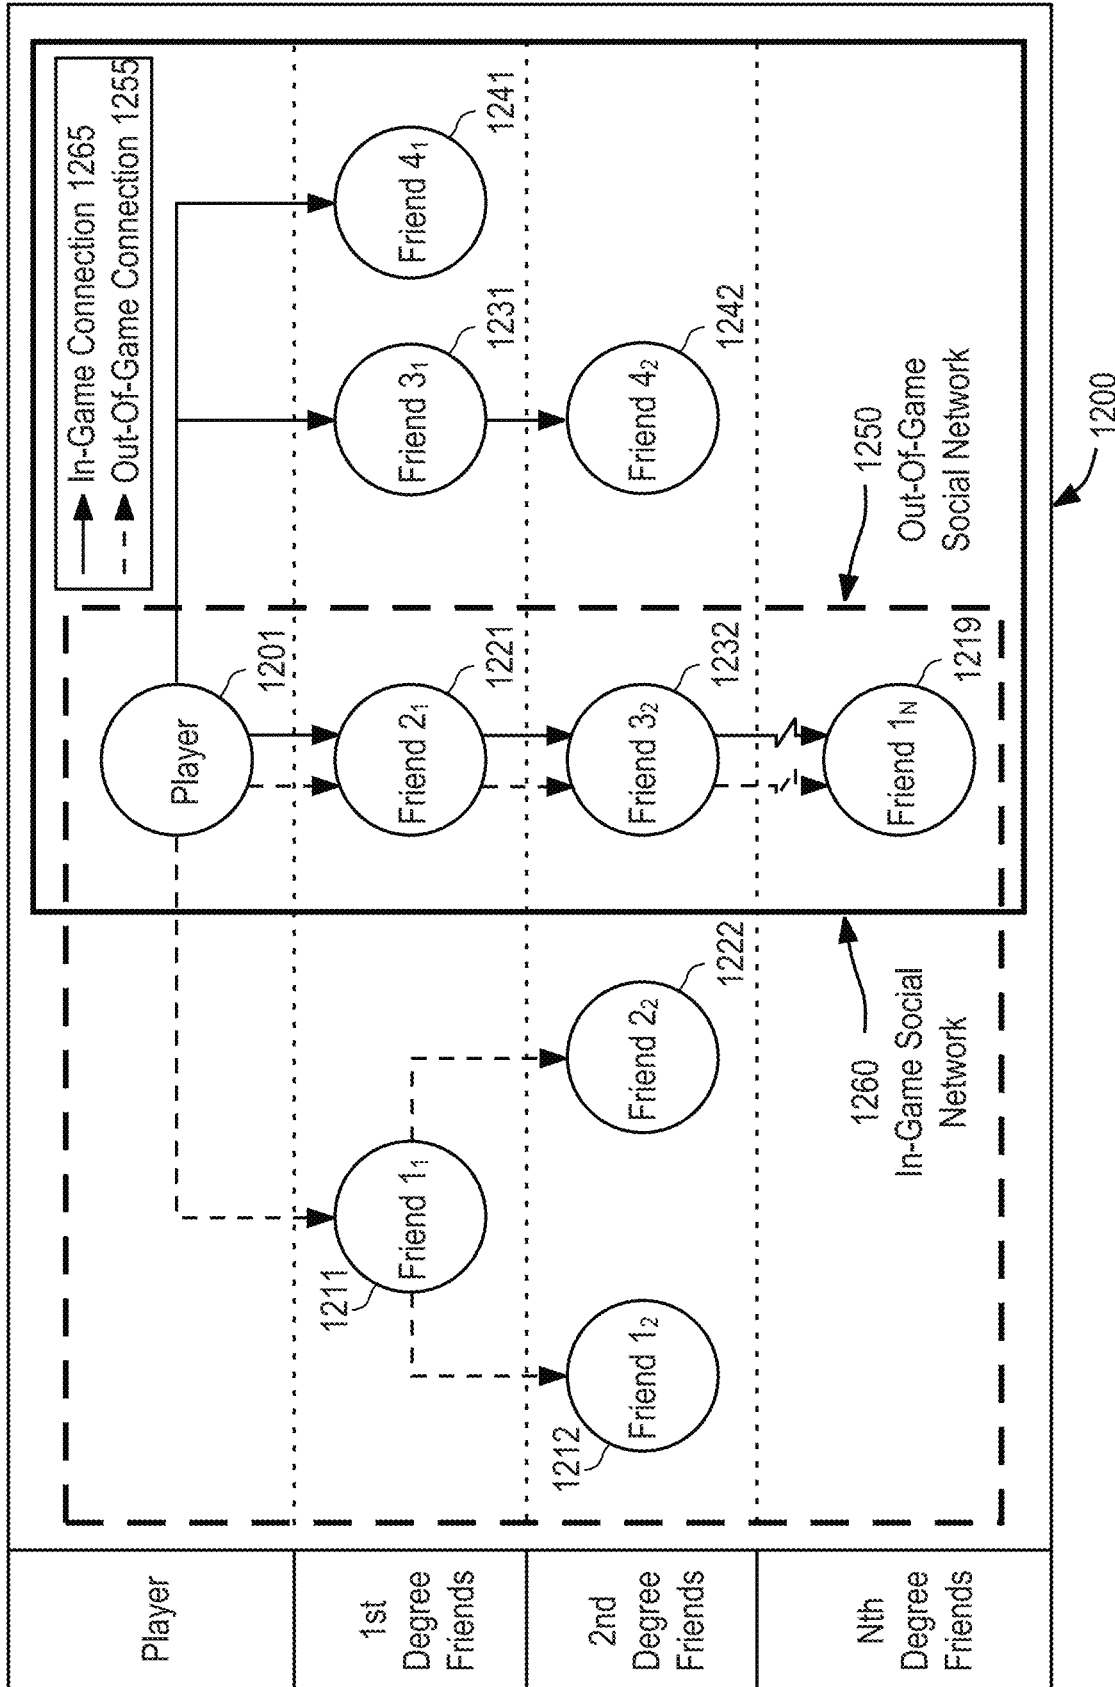 Player
1st
Degree
Friends
2nd
Degree
Friends
Nth
Degree
Friends
In-Game Connection 1265
Out-Of-Game Connection 1255
Player
1201
Friend 1₁
1211
Friend 2₁
1221
Friend 3₁
1231
Friend 4₁
1241
Friend 1₂
1212
Friend 2₂
1222
Friend 3₂
1232
Friend 4₂
1242
1260
In-Game Social
Network
Friend 1N
1219
1250
Out-Of-Game
Social Network
1200